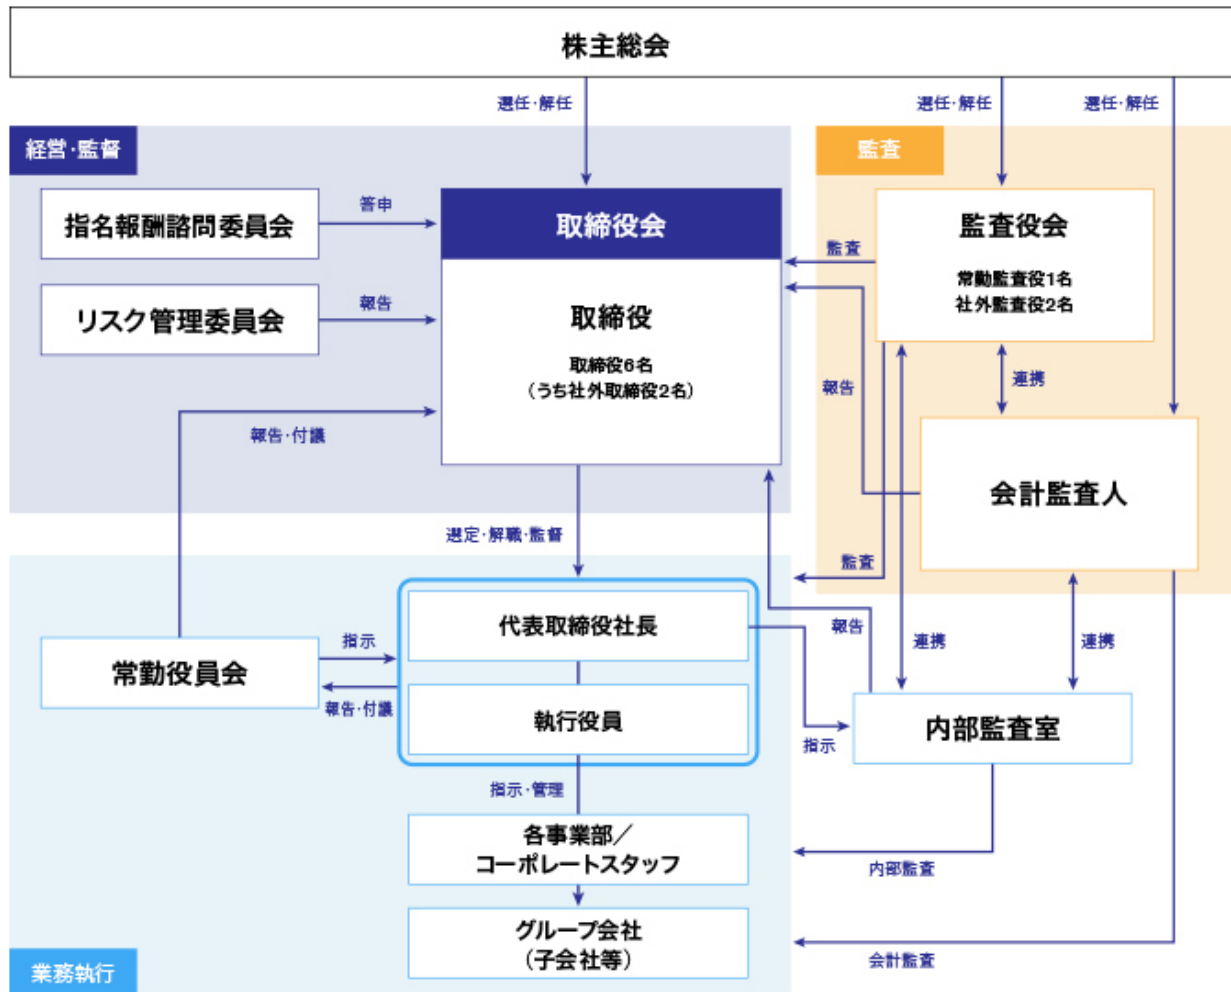 株主総会
選任・解任
選任・解任
選任・解任
経営・監督
監査
指名報酬諮問委員会
答申
取締役会
監査役会
常勤監査役1名
社外監査役2名
監査
リスク管理委員会
報告
取締役
取締役6名
(うち社外取締役2名)
報告
連携
報告・付議
会計監査人
選定・解職・監督
監査
代表取締役社長
報告
連携
連携
常勤役員会
指示
報告・付議
執行役員
指示
内部監査室
指示・管理
各事業部/
コーポレートスタッフ
内部監査
グループ会社
(子会社等)
会計監査
業務執行